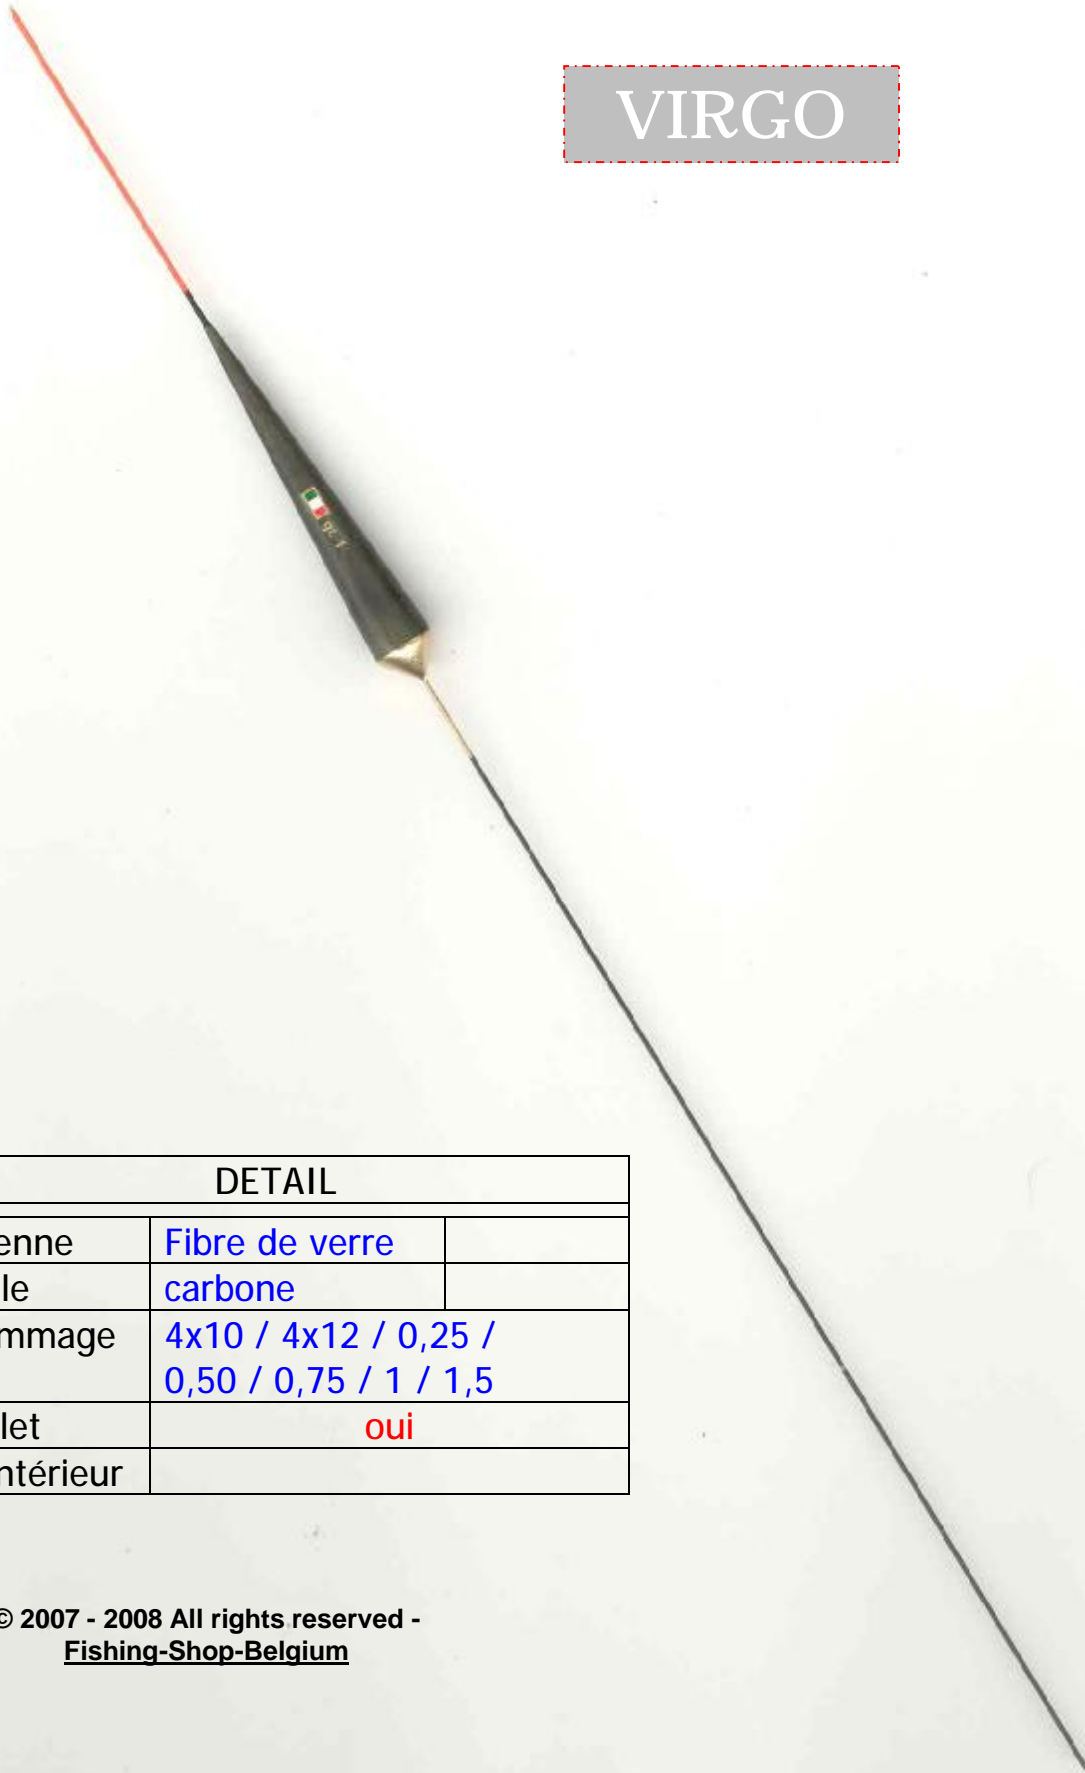 VIRGO
DETAIL
enne Fibre de verre
le carbone
mmage 4x10 / 4x12 / 0,25 /
0,50 / 0,75 / 1 / 1,5
let oui
ntérieur
© 2007 - 2008 All rights reserved -
Fishing-Shop-Belgium